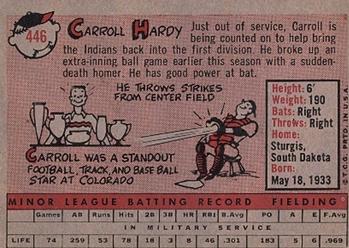 446
CARROLL HARDY
Just out of service, Carroll is
being counted on to help bring
the Indians back into the first division. He broke up
an extra-inning ball game earlier this season with a sudden-
death homer. He has good power at bat.
HE THROWS STRIKES
FROM CENTER FIELD
CARROLL WAS A STANDOUT
FOOTBALL, TRACK, AND BASEBALL
STAR AT COLORADO
Height: 6'
Weight: 190
Bats: Right
Throws: Right
Home:
Sturgis,
South Dakota
Born:
May 18, 1933
© T.C.G. PRTD. IN U.S.A.
MINOR LEAGUE BATTING RECORD FIELDING
Games AB Runs Hits 2B 3B HR RBI B.Avg PO A E F.Avg
IN MILITARY SERVICE
LIFE 74 259 53 78 18 3 6 46 .301 183 5 6 .969